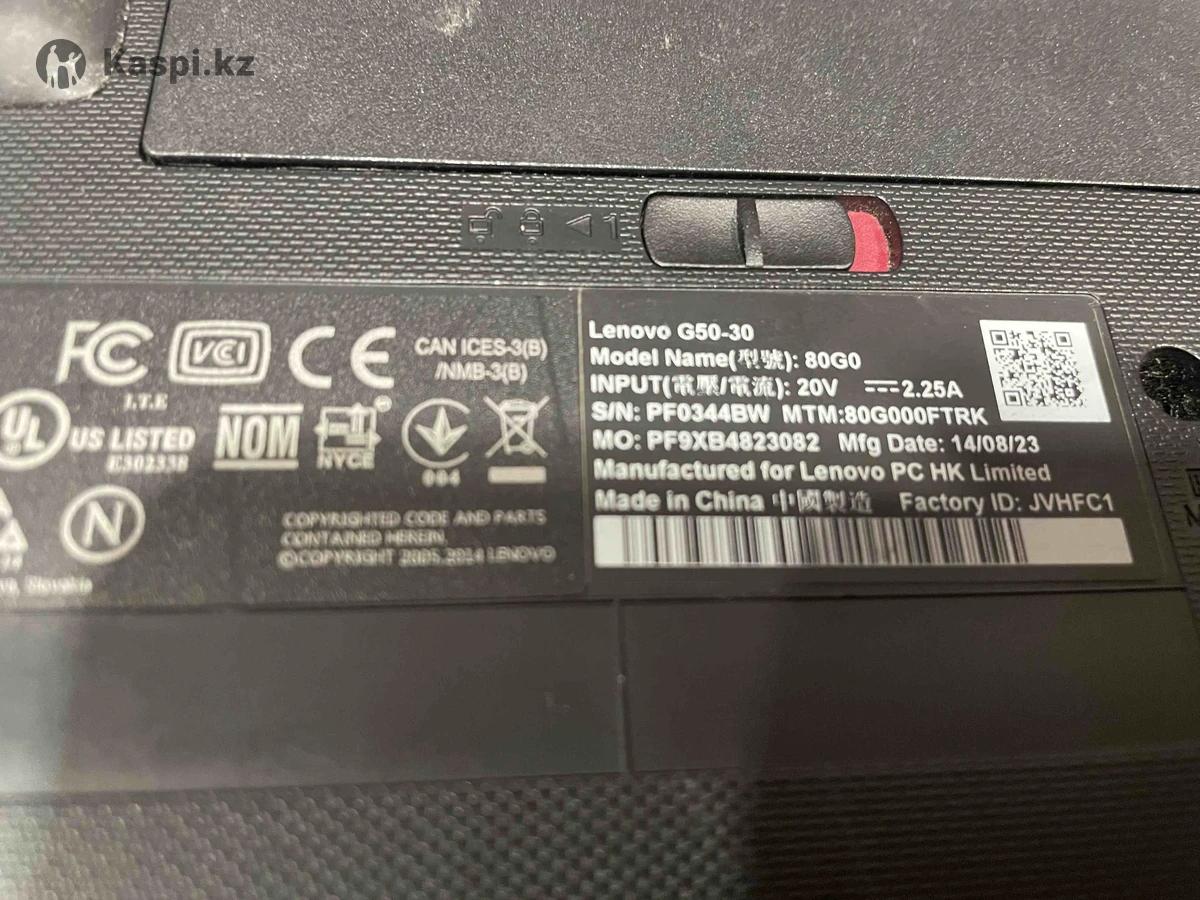 Kaspi.kz
1
FC
VCI
CE
CAN ICES-3(B)
/NMB-3(B)
I.T.E
UL US LISTED
E302338
NOM
NYCE
004
N
COPYRIGHTED CODE AND PARTS
CONTAINED HEREIN.
©COPYRIGHT 2005,2014 LENOVO
Slovakia
Lenovo G50-30
Model Name(型號): 80G0
INPUT(電壓/電流): 20V ⎓2.25A
S/N: PF0344BW MTM:80G000FTRK
MO: PF9XB4823082 Mfg Date: 14/08/23
Manufactured for Lenovo PC HK Limited
Made in China 中國製造 Factory ID: JVHFC1